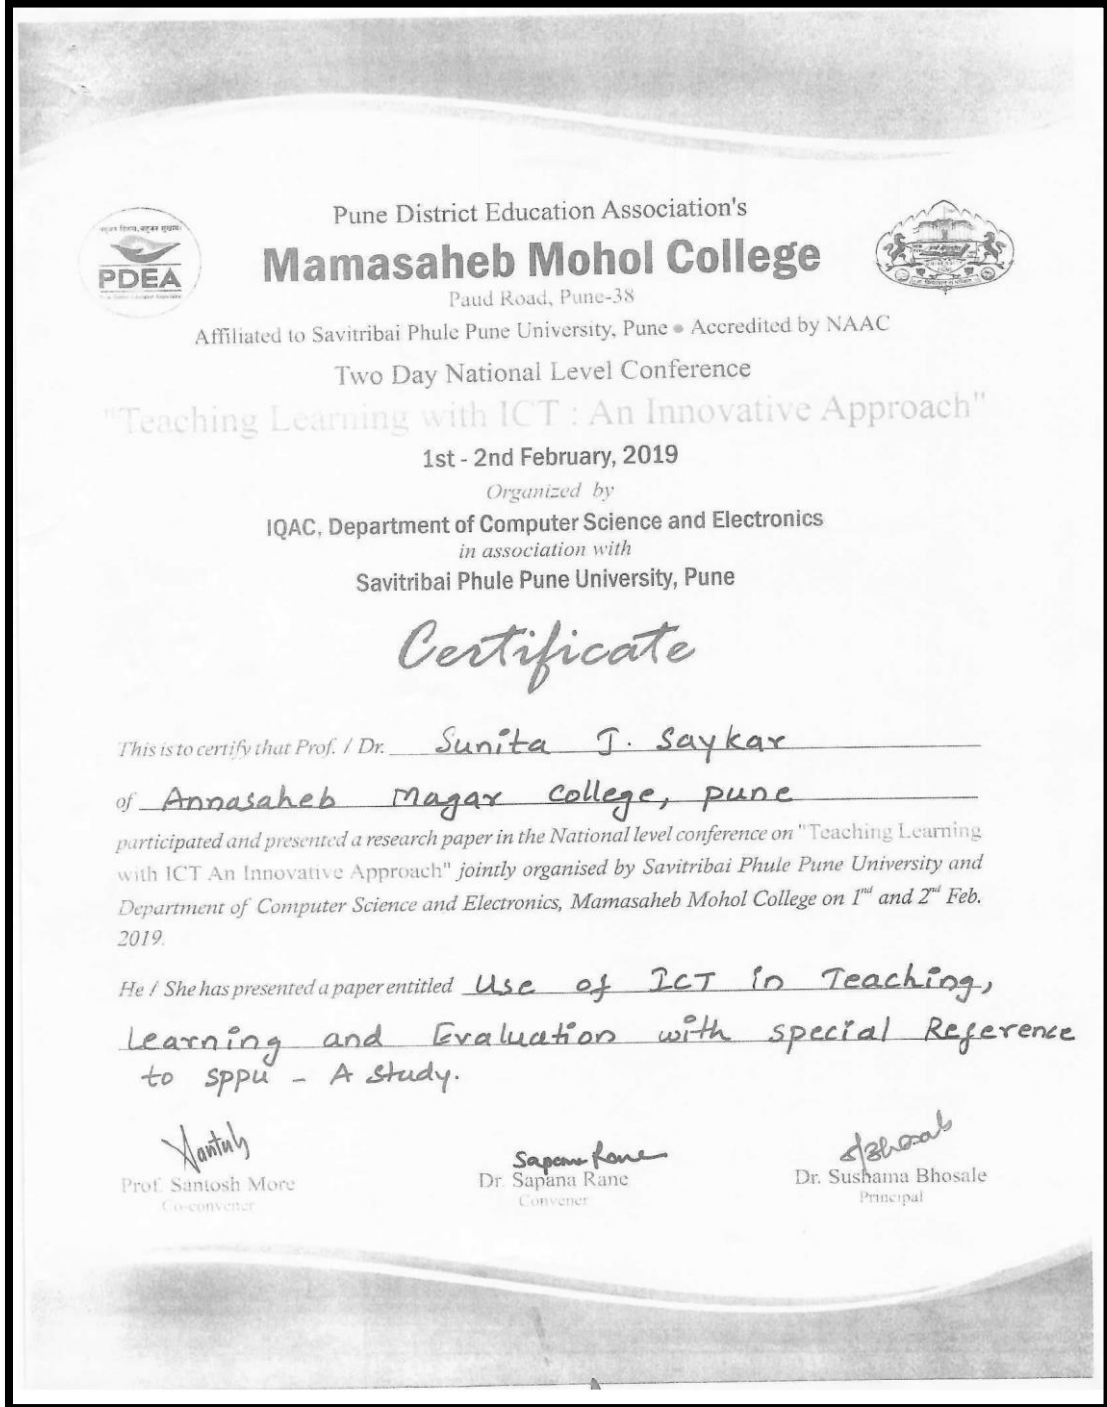 Pune District Education Association's
Mamasaheb Mohol College
PDEA
Paud Road, Pune-38
Affiliated to Savitribai Phule Pune University, Pune • Accredited by NAAC
Two Day National Level Conference
"Teaching Learning with ICT : An Innovative Approach"
1st - 2nd February, 2019
Organized by
IQAC, Department of Computer Science and Electronics
in association with
Savitribai Phule Pune University, Pune
Certificate
This is to certify that Prof. / Dr. Sunita J. Saykar
of Annasaheb Magar College, pune
participated and presented a research paper in the National level conference on "Teaching Learning
with ICT An Innovative Approach" jointly organised by Savitribai Phule Pune University and
Department of Computer Science and Electronics, Mamasaheb Mohol College on 1nd and 2nd Feb.
2019.
He / She has presented a paper entitled Use of ICT in Teaching,
Learning and Evaluation with special Reference
to SPPU - A Study.
Sapana Rane
Prof. Santosh More
Dr. Sapana Rane
Dr. Sushama Bhosale
Co-convener
Convener
Principal